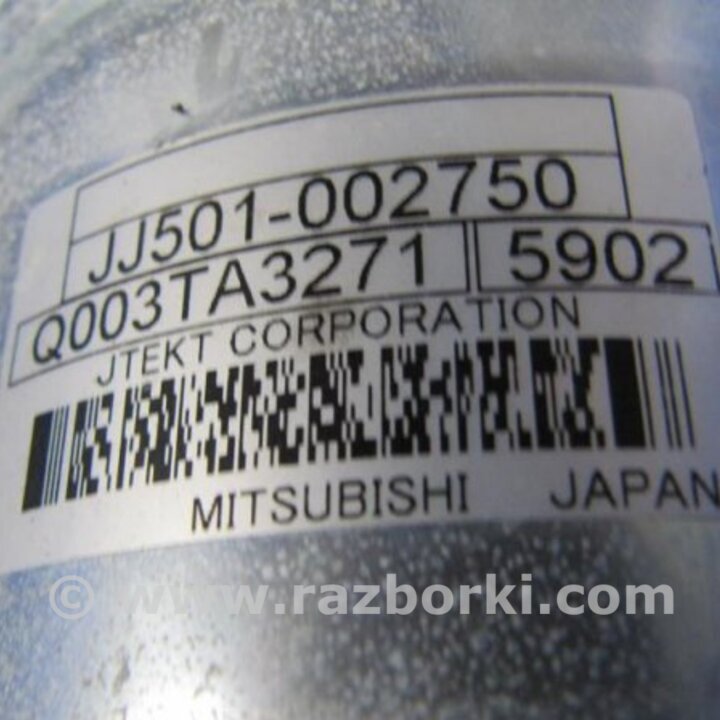 JJ501-002750
Q003TA3271 5902
JTEKT CORPORATION
MITSUBISHI JAPAN
© www.razborki.com